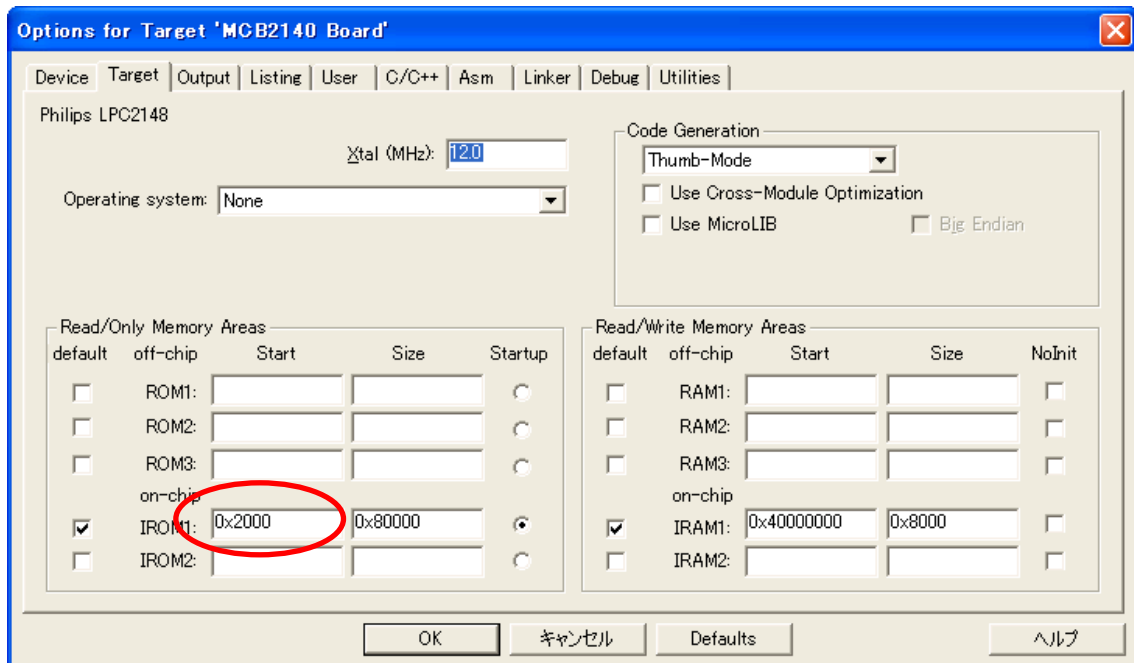 Options for Target 'MCB2140 Board'
Device Target Output Listing User C/C++ Asm Linker Debug Utilities
Philips LPC2148
Xtal (MHz): 12.0
Operating system: None
Code Generation
Thumb-Mode
Use Cross-Module Optimization
Use MicroLIB Big Endian
Read/Only Memory Areas
default off-chip Start Size Startup
ROM1:
ROM2:
ROM3:
on-chip
IROM1: 0x2000 0x80000
IROM2:
Read/Write Memory Areas
default off-chip Start Size NoInit
RAM1:
RAM2:
RAM3:
on-chip
IRAM1: 0x40000000 0x8000
IRAM2:
OK キャンセル Defaults ヘルプ